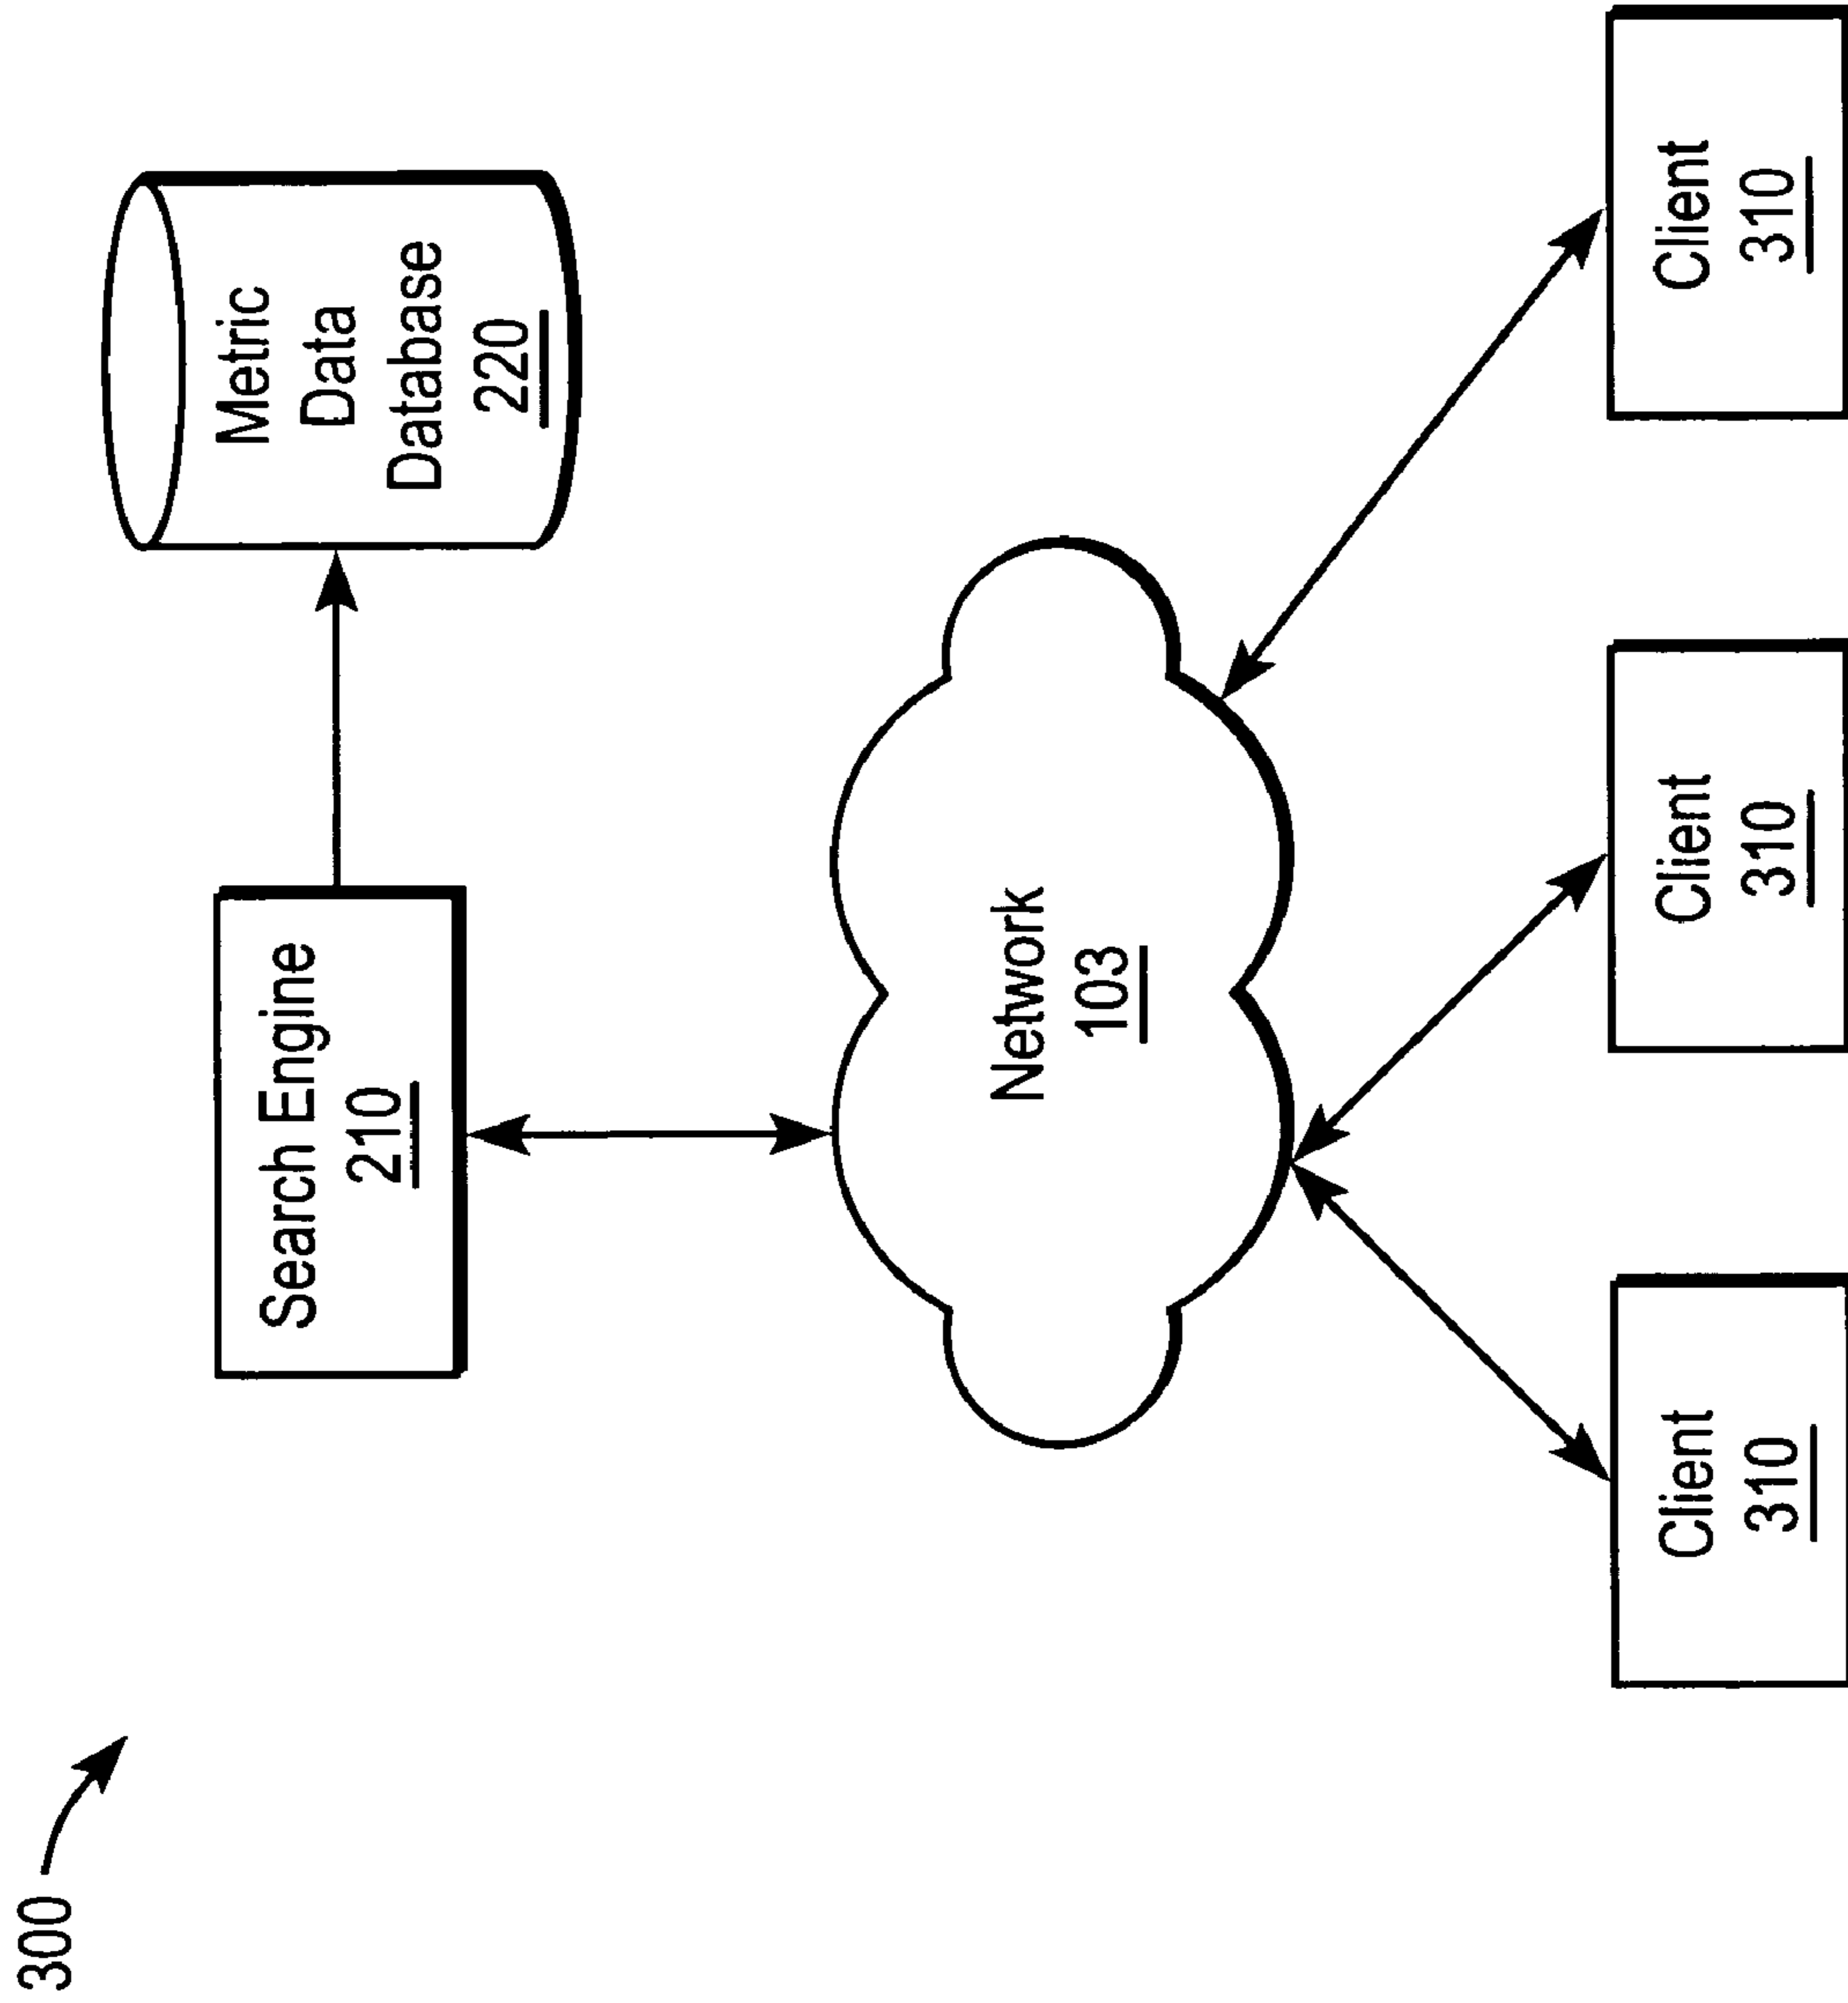 300
Search Engine
210
Metric
Data
Database
220
Network
103
Client
310
Client
310
Client
310